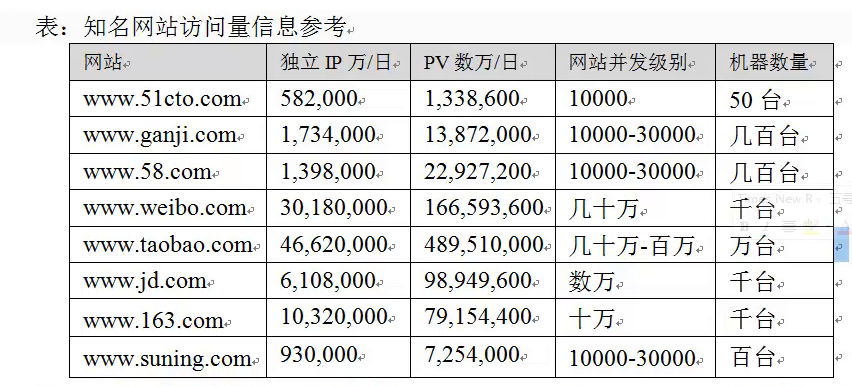 表：知名网站访问量信息参考
网站 独立 IP 万/日 PV 数万/日 网站并发级别 机器数量
www.51cto.com 582,000 1,338,600 10000 50 台
www.ganji.com 1,734,000 13,872,000 10000-30000 几百台
www.58.com 1,398,000 22,927,200 10000-30000 几百台
www.weibo.com 30,180,000 166,593,600 几十万 千台
www.taobao.com 46,620,000 489,510,000 几十万-百万 万台
www.jd.com 6,108,000 98,949,600 数万 千台
www.163.com 10,320,000 79,154,400 十万 千台
www.suning.com 930,000 7,254,000 10000-30000 百台